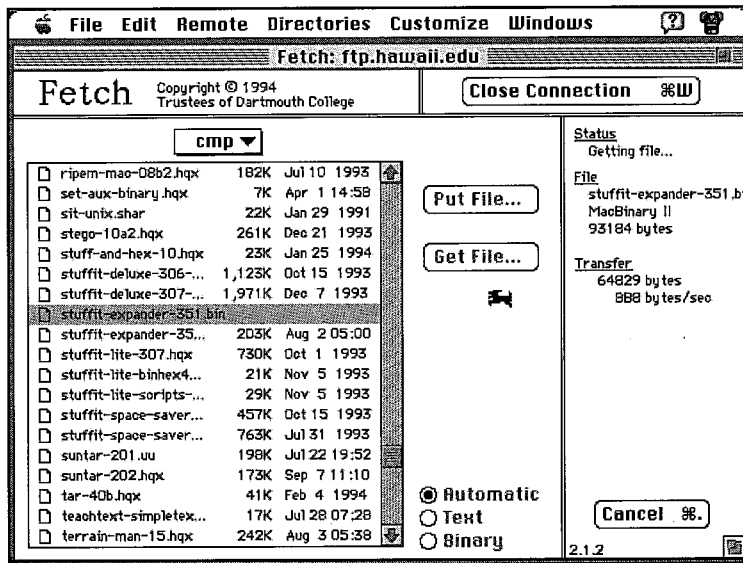 File Edit Remote Directories Customize Windows
Fetch: ftp.hawaii.edu
Fetch
Copyright © 1994
Trustees of Dartmouth College
Close Connection ⌘W
cmp ▼
ripem-mac-08b2.hqx 182K Jul 10 1993
set-aux-binary.hqx 7K Apr 1 14:58
sit-unix.shar 22K Jan 29 1991
stego-10a2.hqx 261K Dec 21 1993
stuff-and-hex-10.hqx 23K Jan 25 1994
stuffit-deluxe-306-... 1,123K Oct 15 1993
stuffit-deluxe-307-... 1,971K Dec 7 1993
stuffit-expander-351.bin
stuffit-expander-35... 203K Aug 2 05:00
stuffit-lite-307.hqx 730K Oct 1 1993
stuffit-lite-binhex4... 21K Nov 5 1993
stuffit-lite-scripts-... 29K Nov 5 1993
stuffit-space-saver... 457K Oct 15 1993
stuffit-space-saver... 763K Jul 31 1993
suntar-201.uu 198K Jul 22 19:52
suntar-202.hqx 173K Sep 7 11:10
tar-40b.hqx 41K Feb 4 1994
teachtext-simpletex... 17K Jul 28 07:28
terrain-man-15.hqx 242K Aug 3 05:38
Put File...
Get File...
Automatic
Text
Binary
Status
Getting file...
File
stuffit-expander-351.b
MacBinary II
93184 bytes
Transfer
64829 bytes
888 bytes/sec
Cancel ⌘.
2.1.2